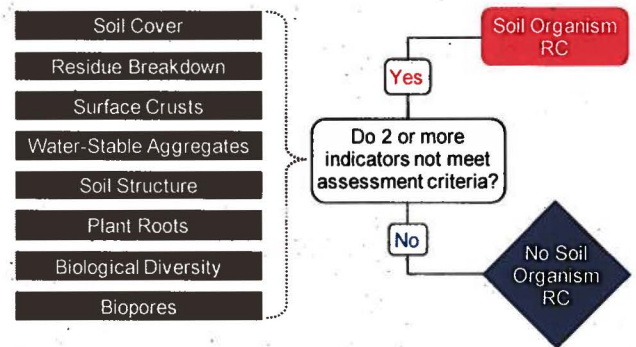 Soil Cover
Residue Breakdown
Surface Crusts
Water-Stable Aggregates
Soil Structure
Plant Roots
Biological Diversity
Biopores
Do 2 or more
indicators not meet
assessment criteria?
Yes
Soil Organism
RC
No
No Soil
Organism
RC